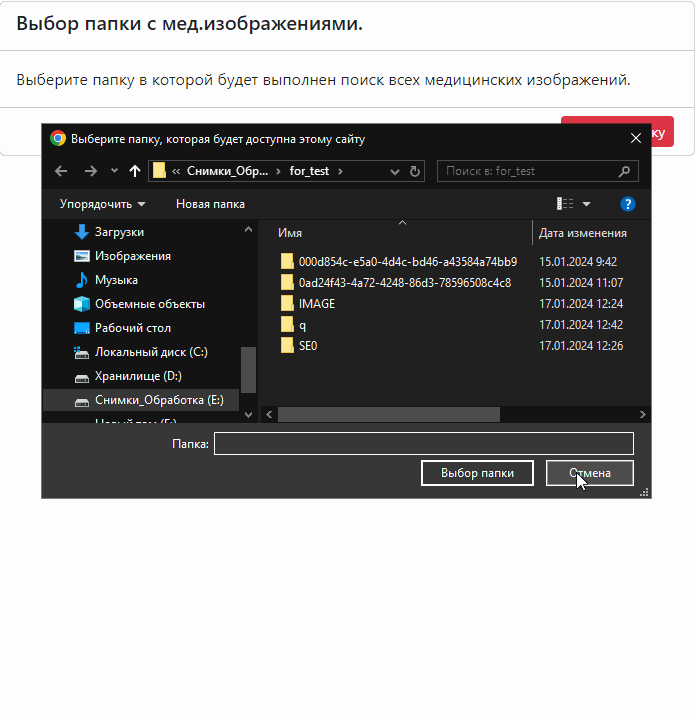 Выбор папки с мед.изображениями.
Выберите папку в которой будет выполнен поиск всех медицинских изображений.
Выберите папку, которая будет доступна этому сайту
« Снимки_Обр... › for_test ›
Поиск в: for_test
Упорядочить
Новая папка
Загрузки
Изображения
Музыка
Объемные объекты
Рабочий стол
Локальный диск (C:)
Хранилище (D:)
Снимки_Обработка (E:)
Имя Дата изменения
000d854c-e5a0-4d4c-bd46-a43584a74bb9 15.01.2024 9:42
0ad24f43-4a72-4248-86d3-78596508c4c8 15.01.2024 11:07
IMAGE 17.01.2024 12:24
q 17.01.2024 12:42
SE0 17.01.2024 12:26
Папка:
Выбор папки
Отмена